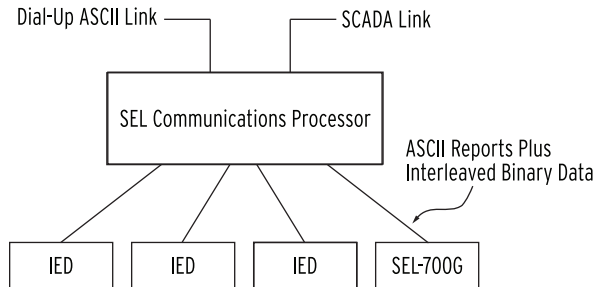 Dial-Up ASCII Link
SCADA Link
SEL Communications Processor
ASCII Reports Plus
Interleaved Binary Data
IED
IED
IED
SEL-700G